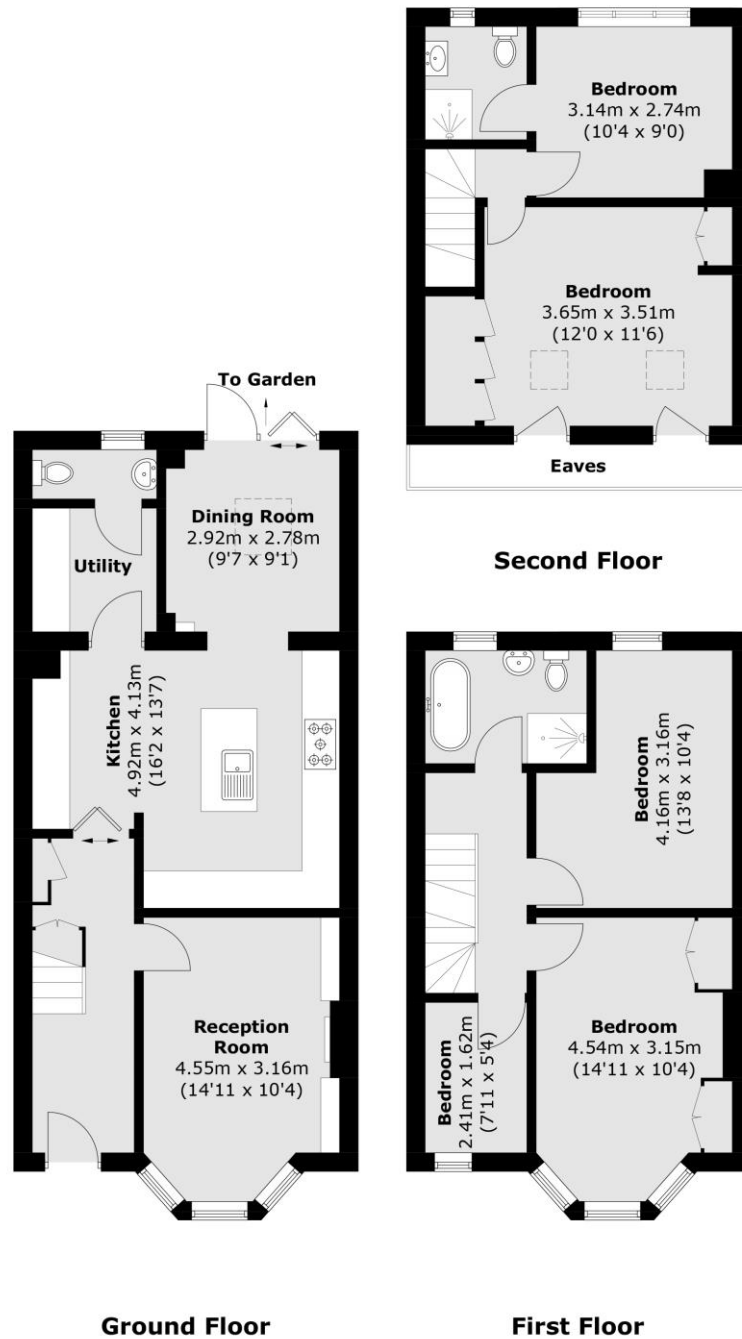 Bedroom
3.14m x 2.74m
(10'4 x 9'0)
Bedroom
3.65m x 3.51m
(12'0 x 11'6)
Eaves
Second Floor
To Garden
Dining Room
2.92m x 2.78m
(9'7 x 9'1)
Utility
Kitchen
4.92m x 4.13m
(16'2 x 13'7)
Reception
Room
4.55m x 3.16m
(14'11 x 10'4)
Ground Floor
Bedroom
4.16m x 3.16m
(13'8 x 10'4)
Bedroom
4.54m x 3.15m
(14'11 x 10'4)
Bedroom
2.41m x 1.62m
(7'11 x 5'4)
First Floor